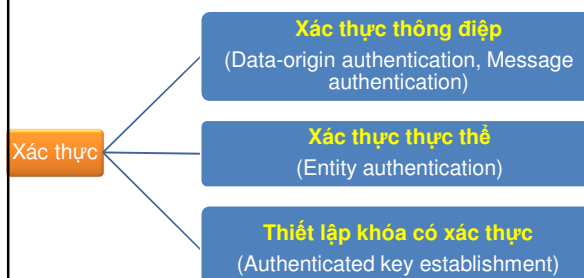 Xác thực
Xác thực thông điệp
(Data-origin authentication, Message
authentication)
Xác thực thực thể
(Entity authentication)
Thiết lập khóa có xác thực
(Authenticated key establishment)